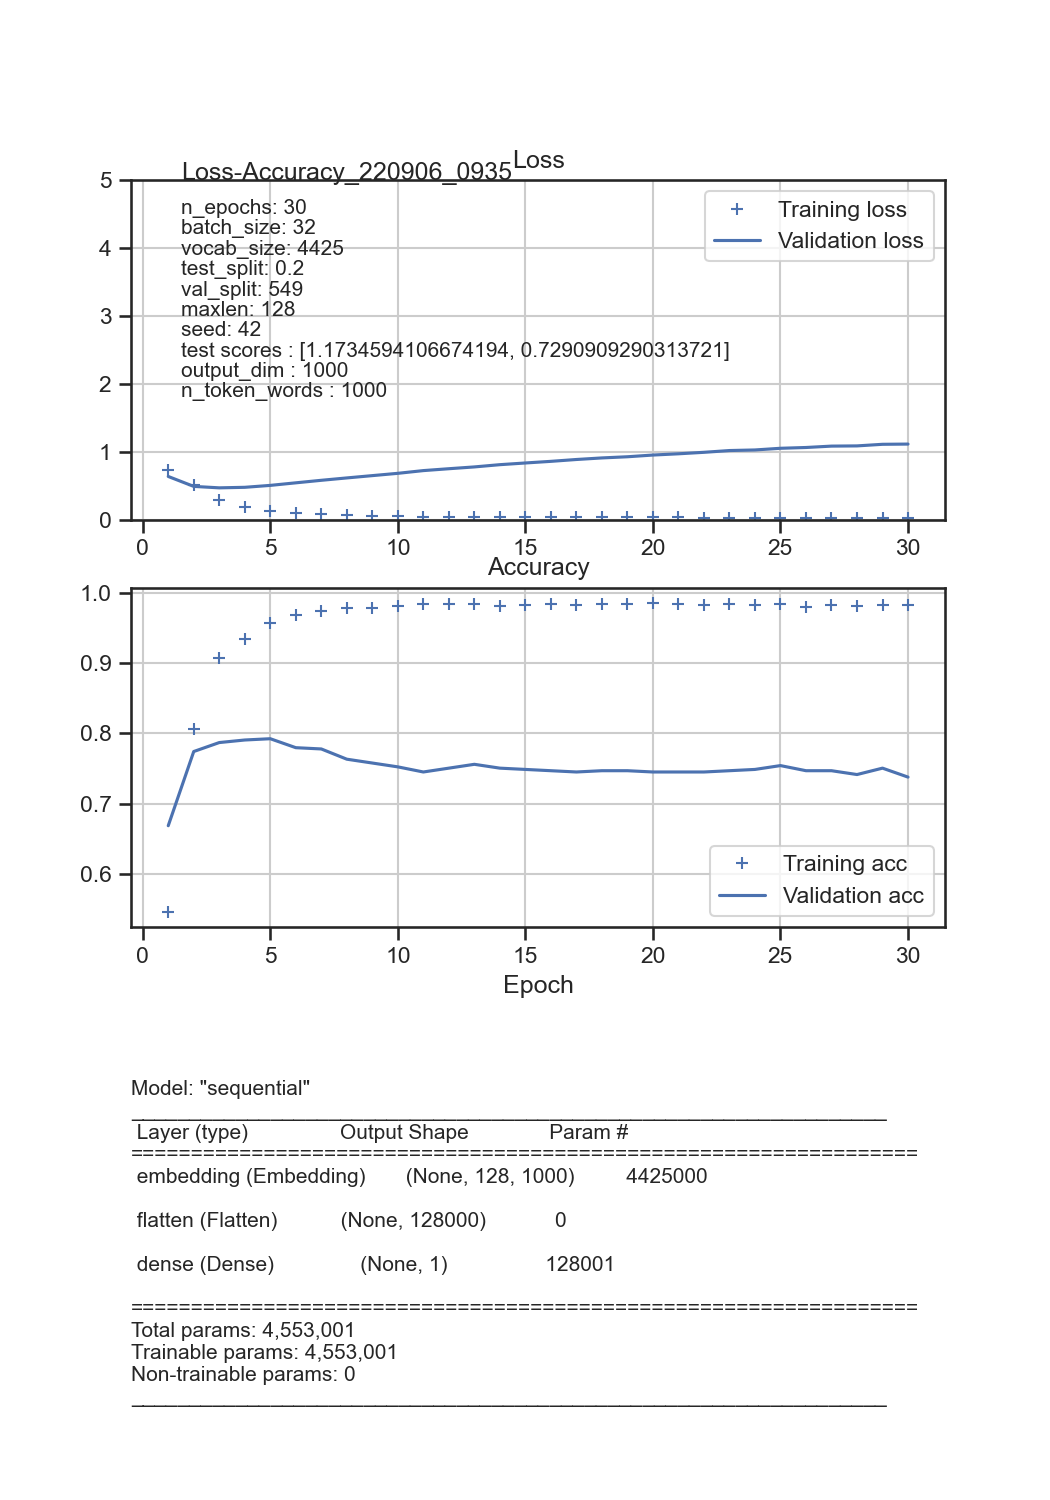 Loss
Loss-Accuracy_220906_0935
5
4
3
2
1
0
n_epochs: 30
batch_size: 32
vocab_size: 4425
test_split: 0.2
val_split: 549
maxlen: 128
seed: 42
test scores : [1.1734594106674194, 0.7290909290313721]
output_dim : 1000
n_token_words : 1000
Training loss
Validation loss
0 5 10 15 20 25 30
Accuracy
1.0
0.9
0.8
0.7
0.6
Training acc
Validation acc
0 5 10 15 20 25 30
Epoch
Model: "sequential"
_________________________________________________________________
Layer (type) Output Shape Param #
=================================================================
embedding (Embedding) (None, 128, 1000) 4425000
flatten (Flatten) (None, 128000) 0
dense (Dense) (None, 1) 128001
=================================================================
Total params: 4,553,001
Trainable params: 4,553,001
Non-trainable params: 0
_________________________________________________________________